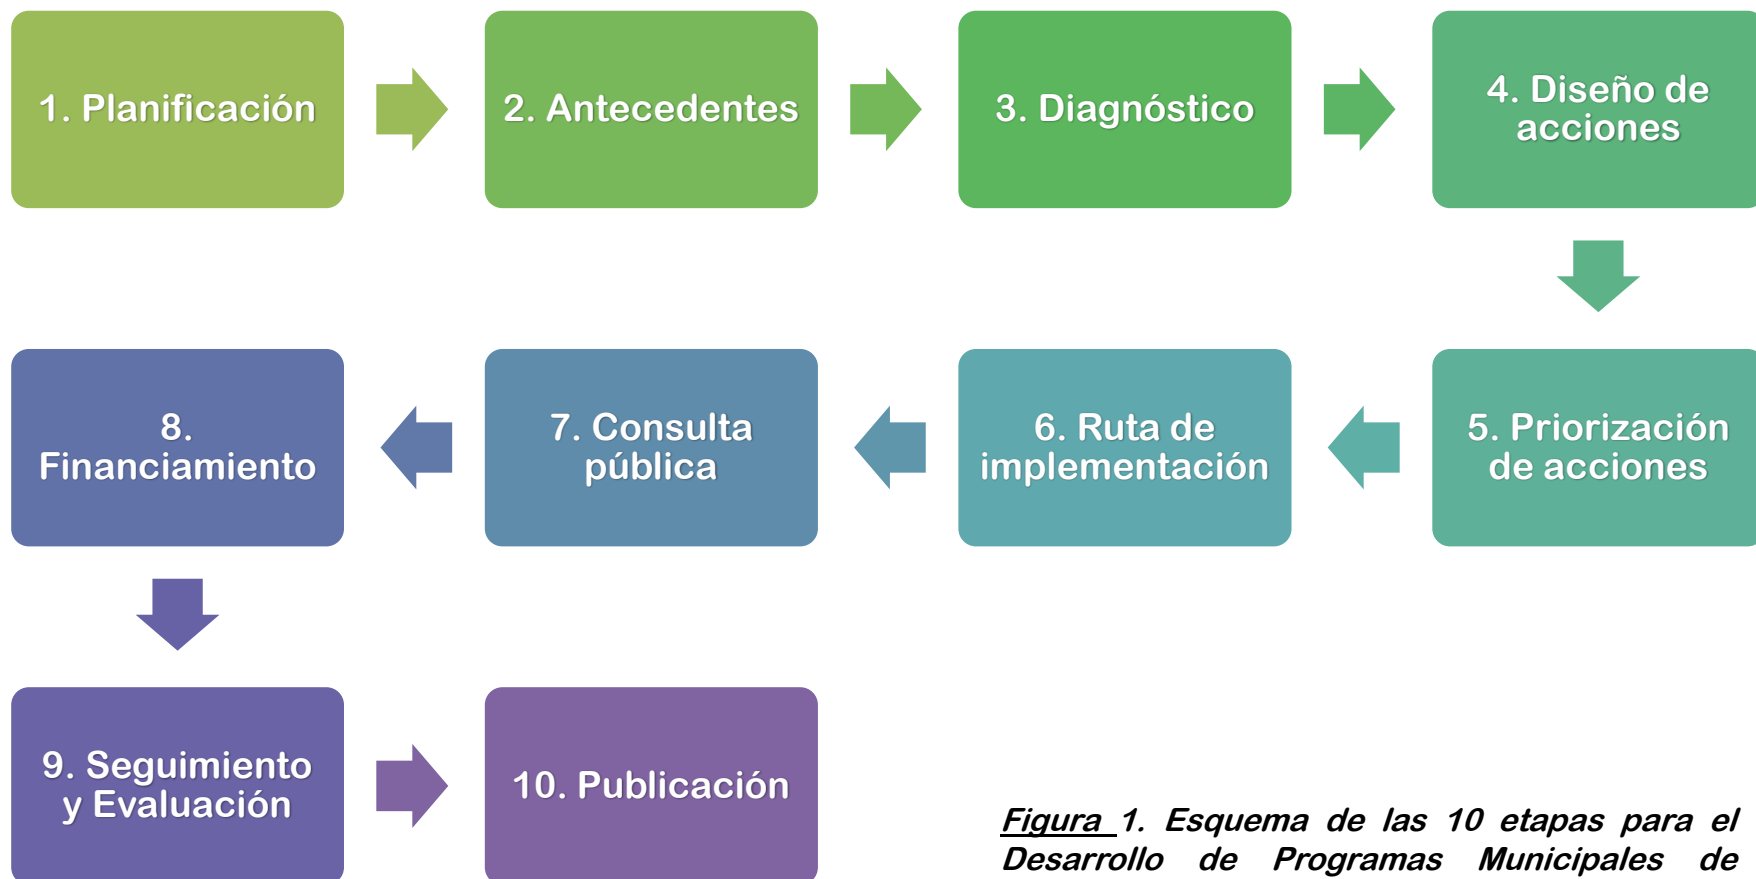 1. Planificación
2. Antecedentes
3. Diagnóstico
4. Diseño de
acciones
5. Priorización
de acciones
6. Ruta de
implementación
7. Consulta
pública
8.
Financiamiento
9. Seguimiento
y Evaluación
10. Publicación
Figura 1. Esquema de las 10 etapas para el
Desarrollo de Programas Municipales de